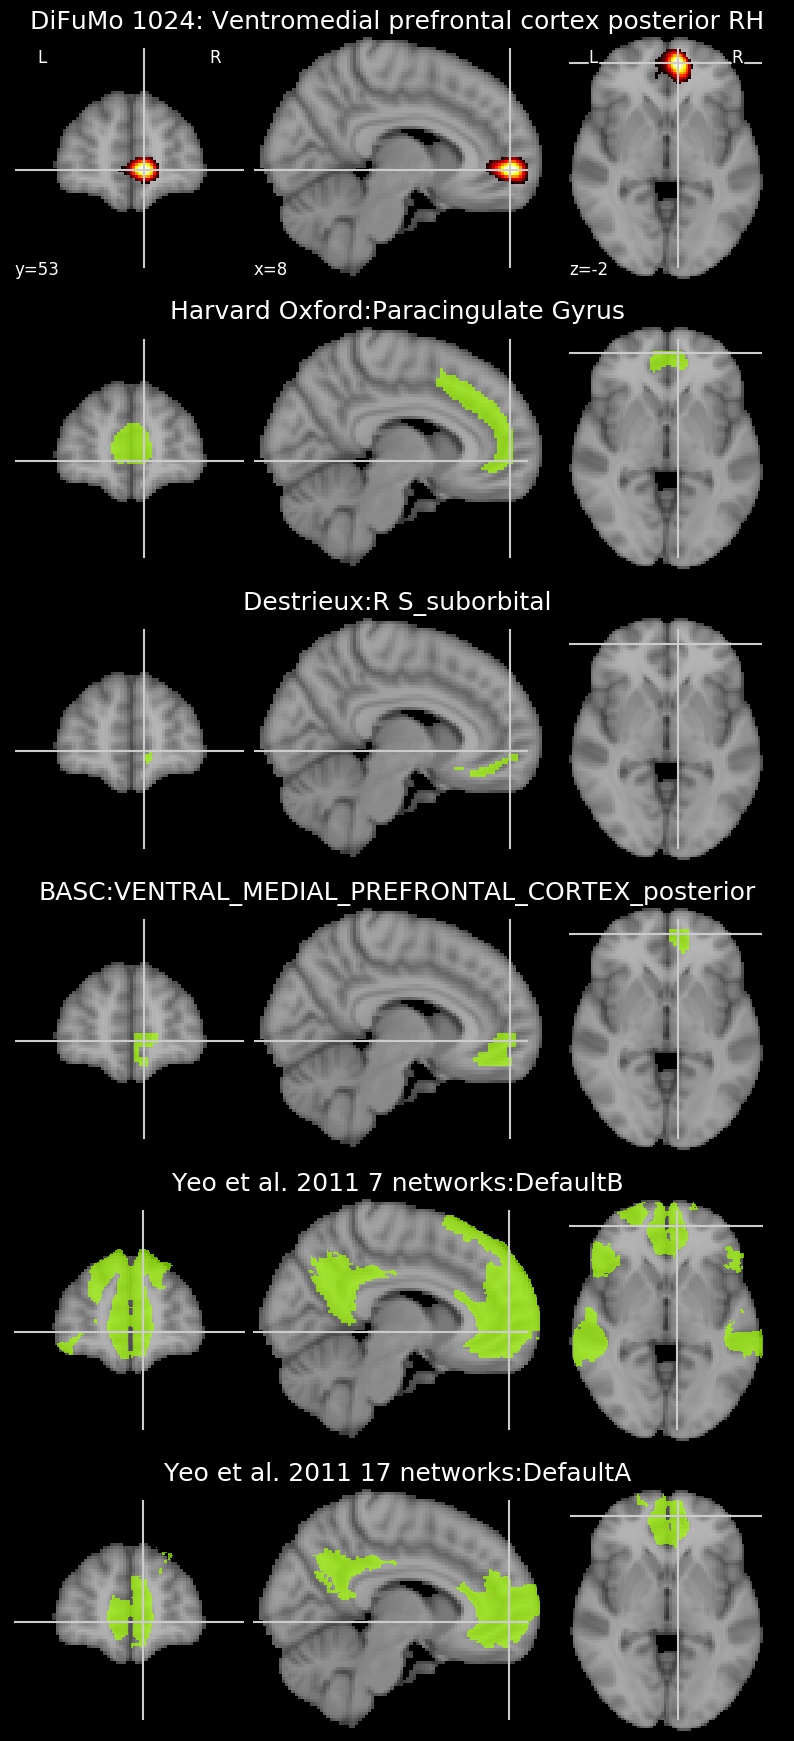 DiFuMo 1024: Ventromedial prefrontal cortex posterior RH
L R L R
y=53 x=8 z=-2
Harvard Oxford:Paracingulate Gyrus
Destrieux:R S_suborbital
BASC:VENTRAL_MEDIAL_PREFRONTAL_CORTEX_posterior
Yeo et al. 2011 7 networks:DefaultB
Yeo et al. 2011 17 networks:DefaultA